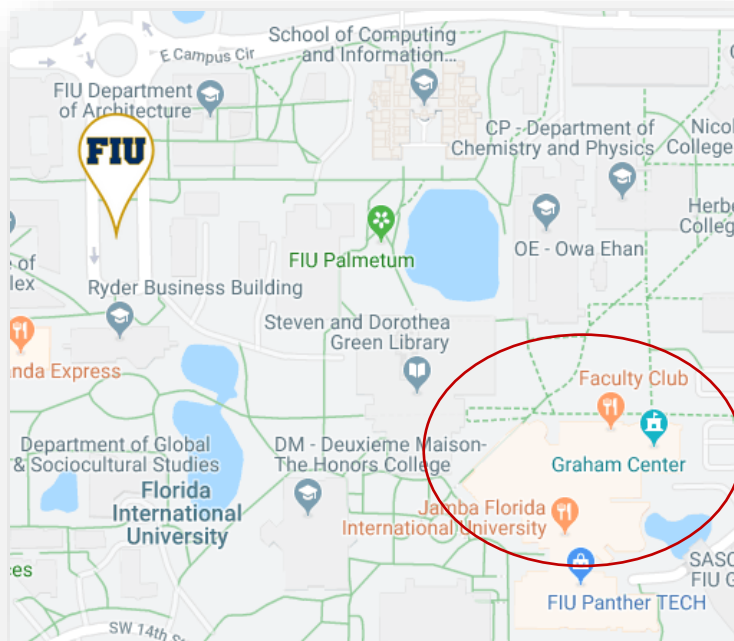 School of Computing
and Information...
E Campus Cir
FIU Department
of Architecture
FIU
CP - Department of
Chemistry and Physics
Nicol
College
Herbe
Colleg
OE - Owa Ehan
FIU Palmetum
of
lex
Ryder Business Building
Steven and Dorothea
Green Library
anda Express
Faculty Club
Graham Center
Department of Global
& Sociocultural Studies
DM - Deuxieme Maison-
The Honors College
Florida
International
University
Jamba Florida
International University
ces
SASC
FIU G
FIU Panther TECH
SW 14th St